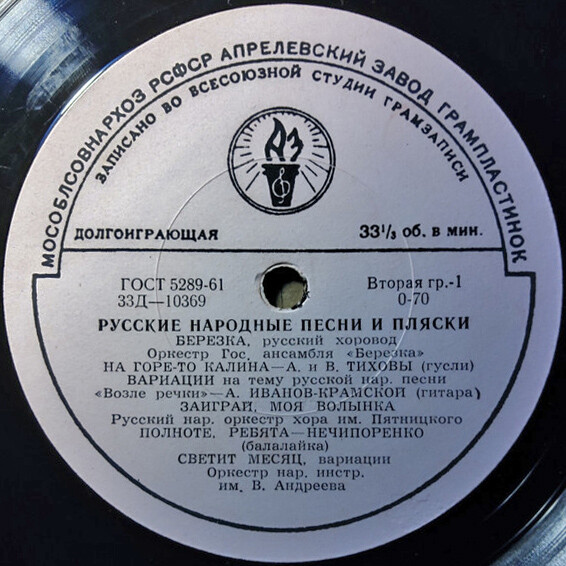 МОСОБЛСОВНАРХОЗ РСФСР АПРЕЛЕВСКИЙ ЗАВОД ГРАМПЛАСТИНОК
ЗАПИСАНО ВО ВСЕСОЮЗНОЙ СТУДИИ ГРАМЗАПИСИ
АЗ
ДОЛГОИГРАЮЩАЯ 33⅓ об. в мин.
ГОСТ 5289-61 Вторая гр.-1
33Д—10369 0-70
РУССКИЕ НАРОДНЫЕ ПЕСНИ И ПЛЯСКИ
БЕРЕЗКА, русский хоровод
Оркестр Гос. ансамбля «Березка»
НА ГОРЕ-ТО КАЛИНА—А. и В. ТИХОВЫ (гусли)
ВАРИАЦИИ на тему русской нар. песни
«Возле речки»—А. ИВАНОВ-КРАМСКОЙ (гитара)
ЗАИГРАЙ, МОЯ ВОЛЫНКА
Русский нар. оркестр хора им. Пятницкого
ПОЛНОТЕ, РЕБЯТА—НЕЧИПОРЕНКО
(балалайка)
СВЕТИТ МЕСЯЦ, вариации
Оркестр нар. инстр.
им. В. Андреева